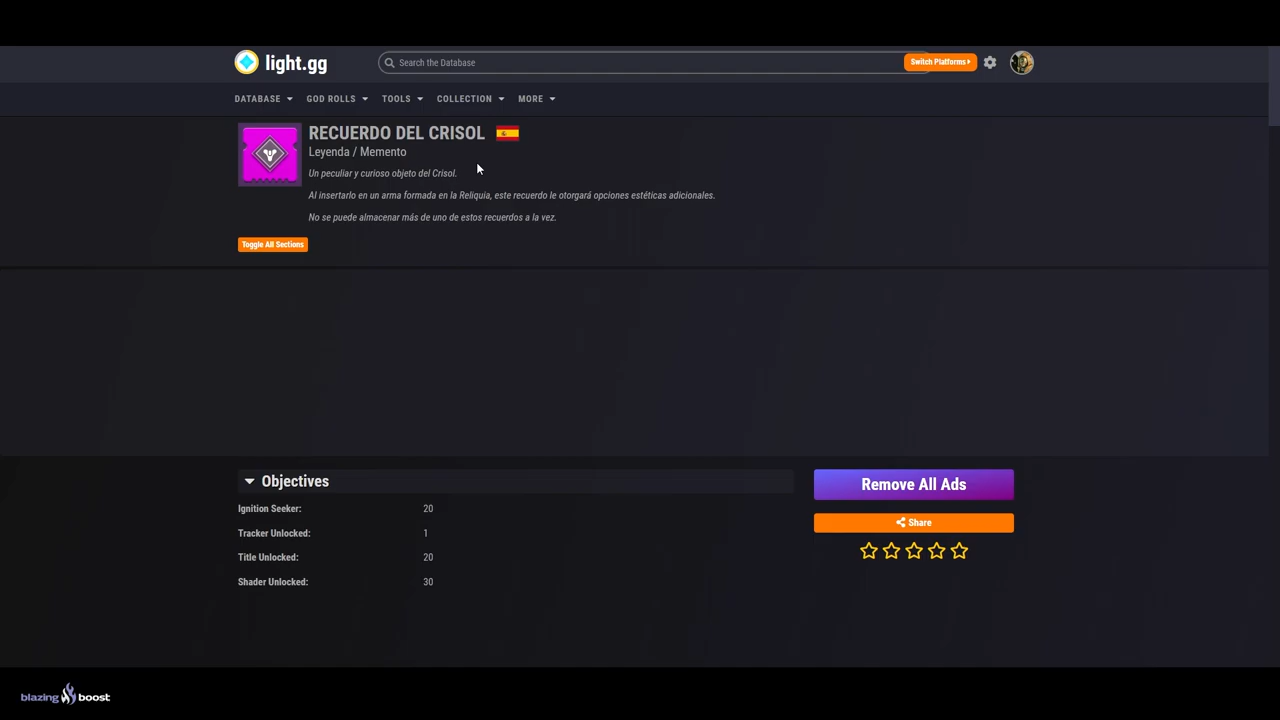 light.gg
Search the Database
Switch Platforms
DATABASE
GOD ROLLS
TOOLS
COLLECTION
MORE
RECUERDO DEL CRISOL
Leyenda / Memento
Un peculiar y curioso objeto del Crisol.
Al insertarlo en un arma formada en la Reliquia, este recuerdo le otorgará opciones estéticas adicionales.
No se puede almacenar más de uno de estos recuerdos a la vez.
Toggle All Sections
Objectives
Ignition Seeker: 20
Tracker Unlocked: 1
Title Unlocked: 20
Shader Unlocked: 30
Remove All Ads
Share
blazing boost